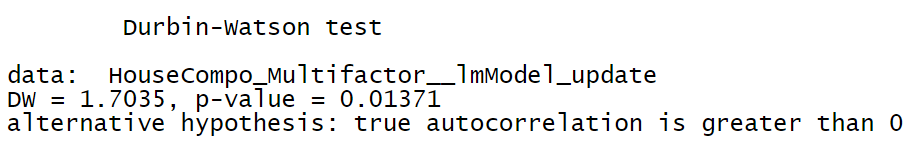 Durbin-Watson test
data:  HouseCompo_Multifactor__lmModel_update
DW = 1.7035, p-value = 0.01371
alternative hypothesis: true autocorrelation is greater than 0